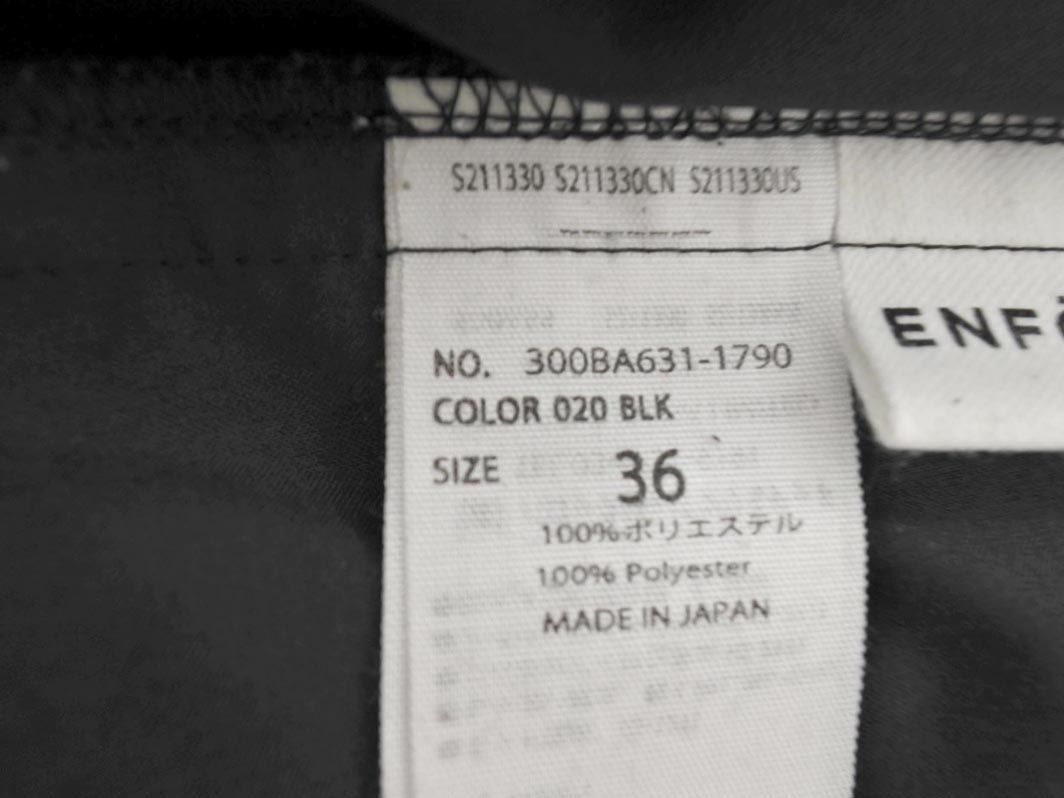 S211330 S211330CN S211330US
ENFÖ
NO. 300BA631-1790
COLOR 020 BLK
SIZE 36
100%ポリエステル
100% Polyester
MADE IN JAPAN